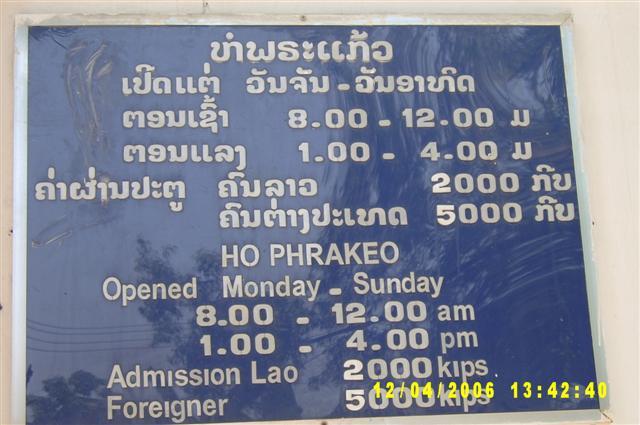 ຫໍພຣະແກ້ວ
ເປີດແຕ່ ວັນຈັນ - ວັນອາທິດ
ຕອນເຊົ້າ 8.00 - 12.00 ມ
ຕອນແລງ 1.00 - 4.00 ມ
ຄ່າຜ່ານປະຕູ ຄົນລາວ 2000 ກີບ
ຄົນຕ່າງປະເທດ 5000 ກີບ
HO PHRAKEO
Opened Monday - Sunday
8.00 - 12.00 am
1.00 - 4.00 pm
Admission Lao 2000 kips
Foreigner 5000 kips
12/04/2006 13:42:40